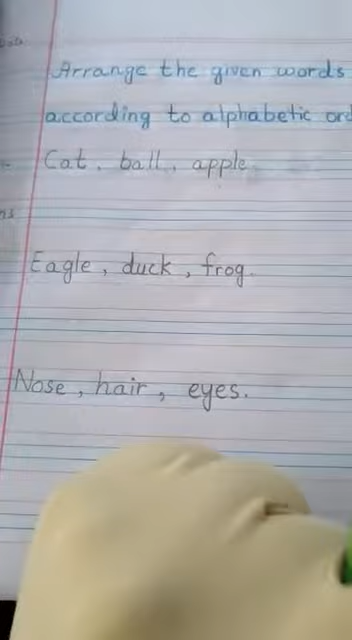 Arrange the given words
according to alphabetic
Cat, ball, apple
Eagle, duck, frog.
Nose, hair, eyes.